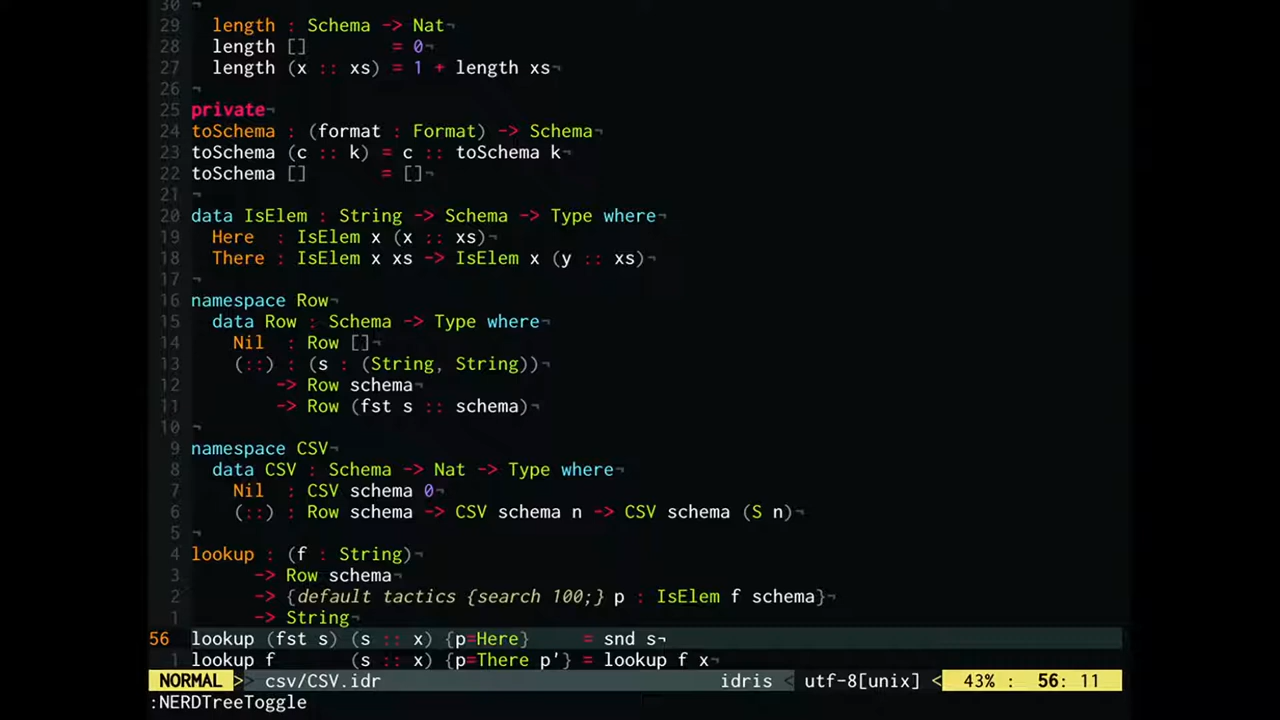 30
29 length : Schema -> Nat¬
28 length [] = 0¬
27 length (x :: xs) = 1 + length xs¬
26 ¬
25 private¬
24 toSchema : (format : Format) -> Schema¬
23 toSchema (c :: k) = c :: toSchema k¬
22 toSchema [] = []¬
21 ¬
20 data IsElem : String -> Schema -> Type where¬
19 Here : IsElem x (x :: xs)¬
18 There : IsElem x xs -> IsElem x (y :: xs)¬
17 ¬
16 namespace Row¬
15 data Row : Schema -> Type where¬
14 Nil : Row []¬
13 (::) : (s : (String, String))¬
12 -> Row schema¬
11 -> Row (fst s :: schema)¬
10 ¬
9 namespace CSV¬
8 data CSV : Schema -> Nat -> Type where¬
7 Nil : CSV schema 0¬
6 (::) : Row schema -> CSV schema n -> CSV schema (S n)¬
5 ¬
4 lookup : (f : String)¬
3 -> Row schema¬
2 -> {default tactics {search 100;} p : IsElem f schema}¬
1 -> String¬
56 lookup (fst s) (s :: x) {p=Here} = snd s¬
1 lookup f (s :: x) {p=There p'} = lookup f x¬
NORMAL > csv/CSV.idr idris < utf-8[unix] < 43% : 56: 11
:NERDTreeToggle